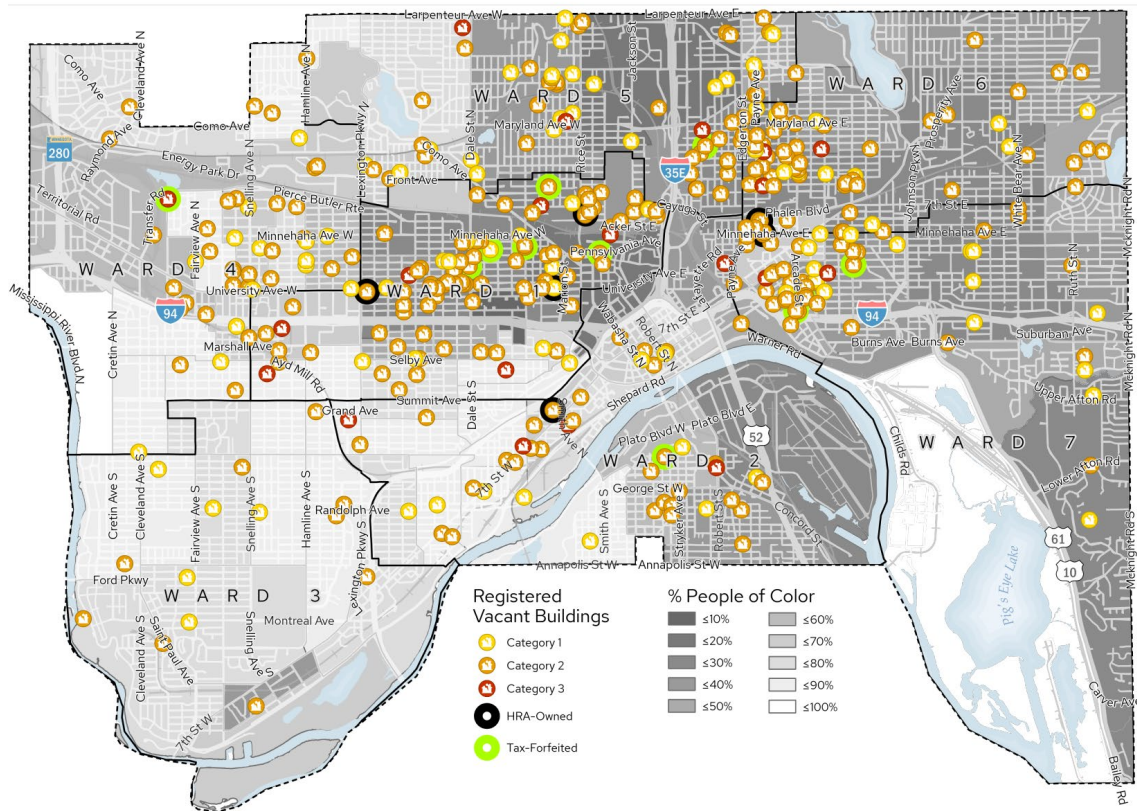 Larpenteur Ave W
Larpenteur Ave E
Como Ave
Cleveland Ave N
Hamline Ave N
Jackson St
Payne Ave
Edgerton St
WARD 6
Prosperity Ave
WARD 5
Dale St N
Maryland Ave W
Maryland Ave E
Rice St
Raymond Ave
Como Ave
Como Ave
280
Energy Park Dr
Snelling Ave N
Lexington Pkwy N
Front Ave
35E
Johnson Pkwy
White Bear Ave N
Mcknight Rd N
Territorial Rd
Transfer Rd
Pierce Butler Rte
Cayuga St
Phalen Blvd
7th St E
Acker St E
Fairview Ave N
Minnehaha Ave W
Minnehaha Ave W
Pennsylvania Ave
Minnehaha Ave E
Minnehaha Ave E
WARD 4
University Ave W
WARD 1
Marion St
University Ave E
Lafayette Rd
Payne Ave
Arcade St
Ruth St N
Mcknight Rd N
Mississippi River Blvd N
94
94
Cretin Ave N
Marshall Ave
Selby Ave
Ayd Mill Rd
Wabasha St N
Robert St N
7th St E
Warner Rd
Burns Ave
Burns Ave
Suburban Ave
Summit Ave
Dale St S
Shepard Rd
Upper Afton Rd
Mcknight Rd N
Grand Ave
Plato Blvd W
Plato Blvd E
52
WARD 2
Childs Rd
WARD 7
Lower Afton Rd
7th St W
George St W
Cretin Ave S
Cleveland Ave S
Fairview Ave S
Snelling Ave S
Hamline Ave S
Randolph Ave
Lexington Pkwy S
Smith Ave S
Stryker Ave
Robert St S
Concord St
Mcknight Rd S
61
10
Annapolis St W
Annapolis St W
Ford Pkwy
WARD 3
Montreal Ave
Saint Paul Ave
Cleveland Ave S
Snelling Ave S
7th St W
Pig's Eye Lake
Mcknight Rd S
Carver Ave
Bailey Rd
Registered
Vacant Buildings
Category 1
Category 2
Category 3
HRA-Owned
Tax-Forfeited
% People of Color
≤10%
≤20%
≤30%
≤40%
≤50%
≤60%
≤70%
≤80%
≤90%
≤100%